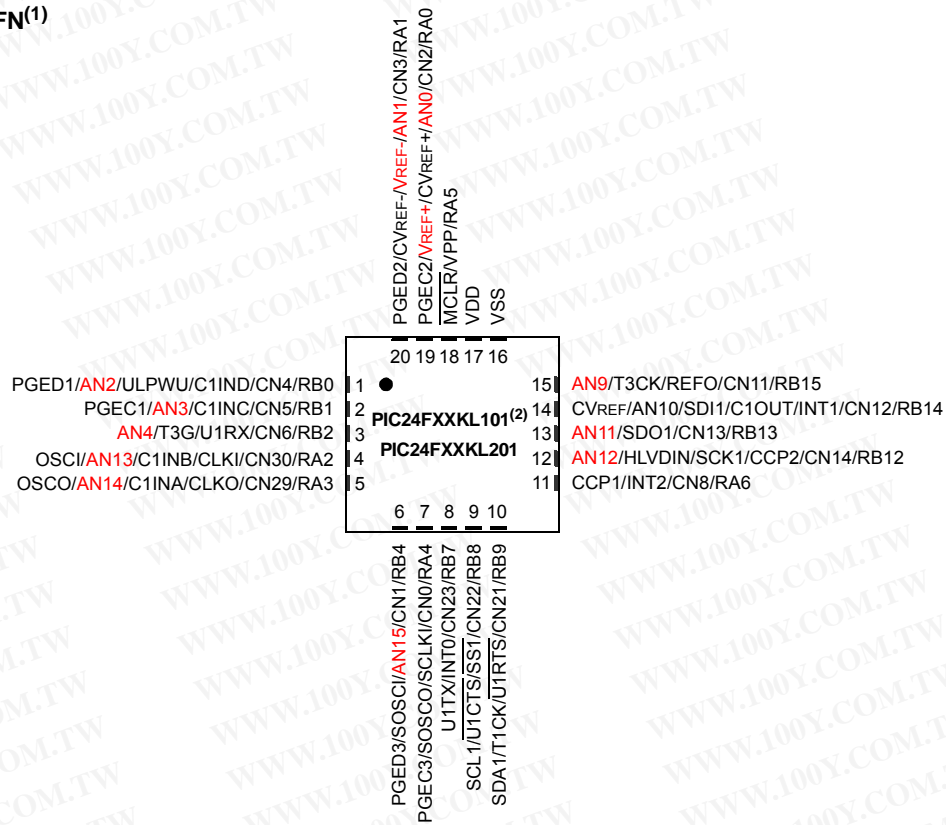 FN(1)
PGED2/CVREF-/VREF-/AN1/CN3/RA1
PGEC2/VREF+/CVREF+/AN0/CN2/RA0
MCLR/VPP/RA5
VDD
VSS
20 19 18 17 16
PGED1/AN2/ULPWU/C1IND/CN4/RB0 1
PGEC1/AN3/C1INC/CN5/RB1 2
AN4/T3G/U1RX/CN6/RB2 3
OSCI/AN13/C1INB/CLKI/CN30/RA2 4
OSCO/AN14/C1INA/CLKO/CN29/RA3 5
PIC24FXXKL101(2)
PIC24FXXKL201
15 AN9/T3CK/REFO/CN11/RB15
14 CVREF/AN10/SDI1/C1OUT/INT1/CN12/RB14
13 AN11/SDO1/CN13/RB13
12 AN12/HLVDIN/SCK1/CCP2/CN14/RB12
11 CCP1/INT2/CN8/RA6
6 7 8 9 10
PGED3/SOSCI/AN15/CN1/RB4
PGEC3/SOSCO/SCLKI/CN0/RA4
U1TX/INT0/CN23/RB7
SCL1/U1CTS/SS1/CN22/RB8
SDA1/T1CK/U1RTS/CN21/RB9
WWW.100Y.COM.TW